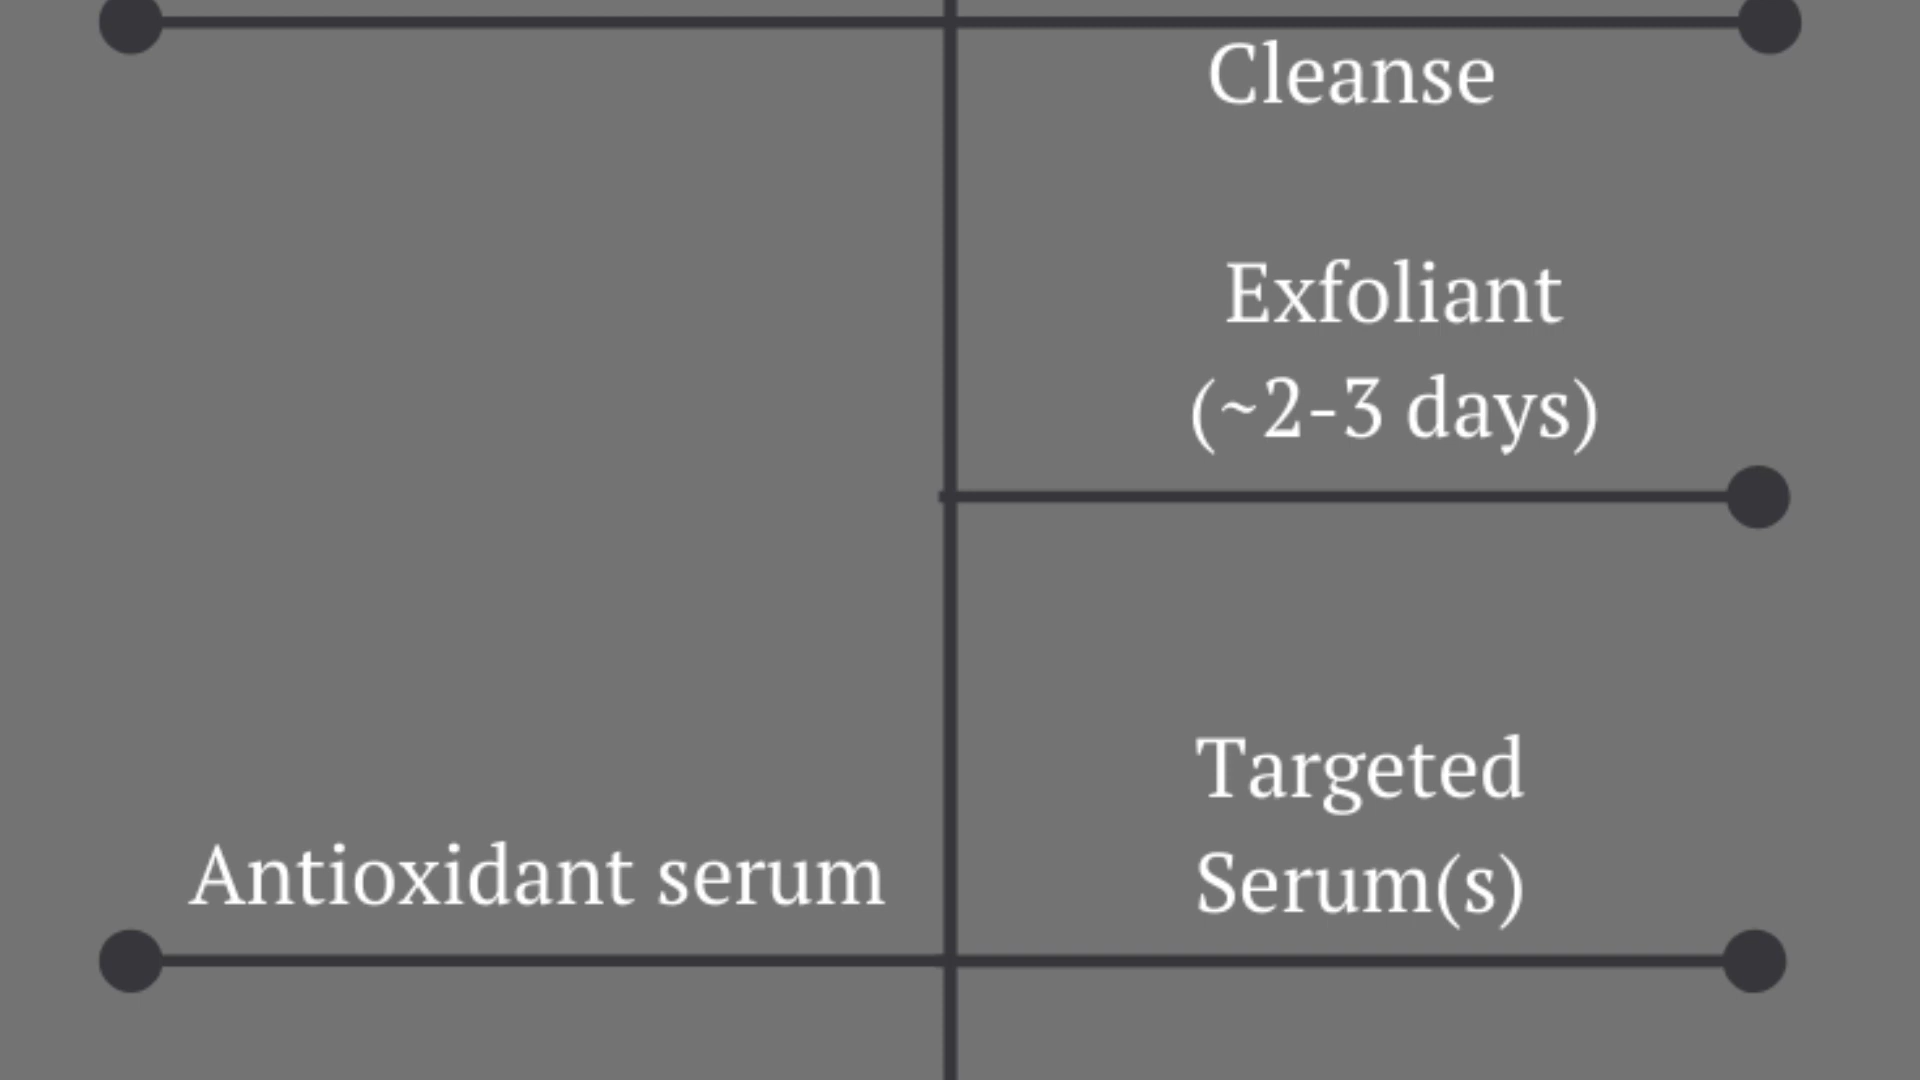 Cleanse
Exfoliant
(~2-3 days)
Targeted
Serum(s)
Antioxidant serum